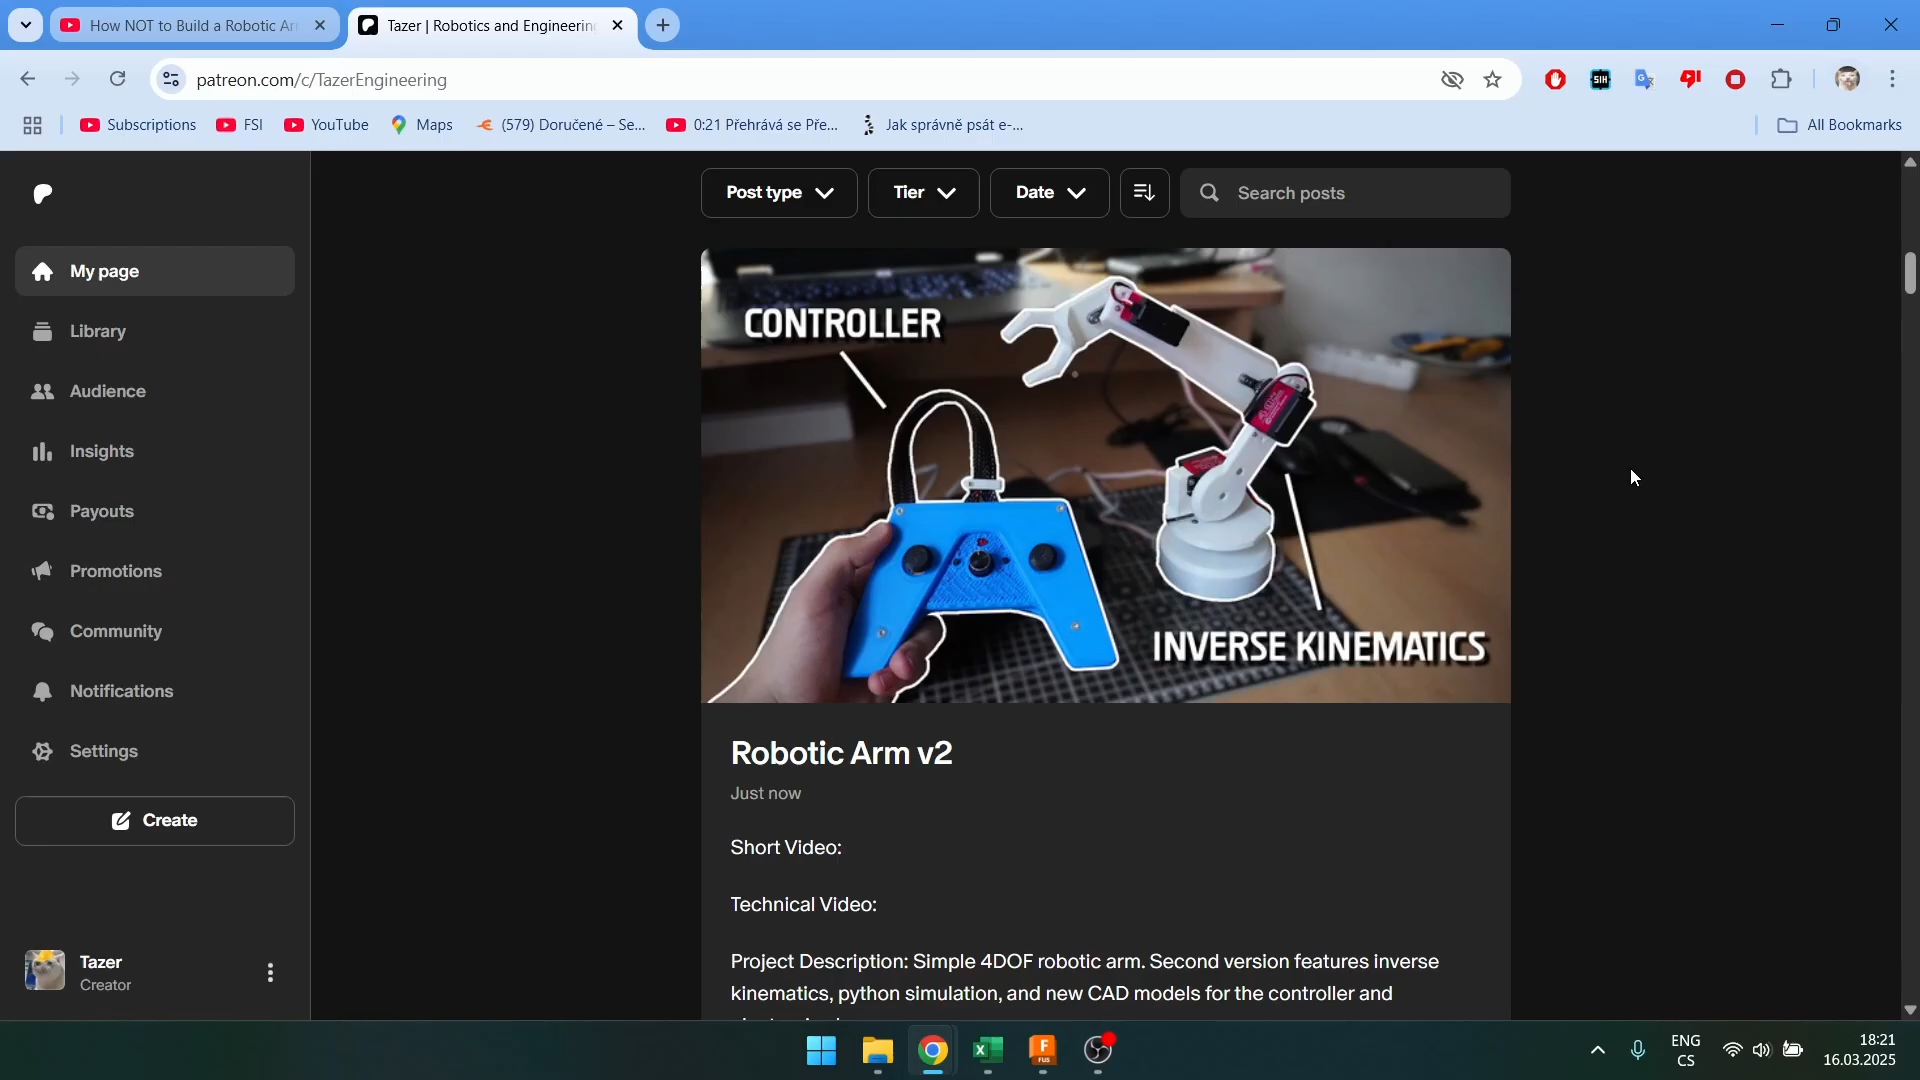 How NOT to Build a Robotic Ar
Tazer | Robotics and Engineering
patreon.com/c/TazerEngineering
Subscriptions
FSI
YouTube
Maps
(579) Doručené – Se...
0:21 Přehrává se Pře...
Jak správně psát e-...
All Bookmarks
Post type
Tier
Date
Search posts
My page
Library
Audience
Insights
Payouts
Promotions
Community
Notifications
Settings
Create
Tazer
Creator
CONTROLLER
INVERSE KINEMATICS
Robotic Arm v2
Just now
Short Video:
Technical Video:
Project Description: Simple 4DOF robotic arm. Second version features inverse
kinematics, python simulation, and new CAD models for the controller and
ENG
CS
18:21
16.03.2025